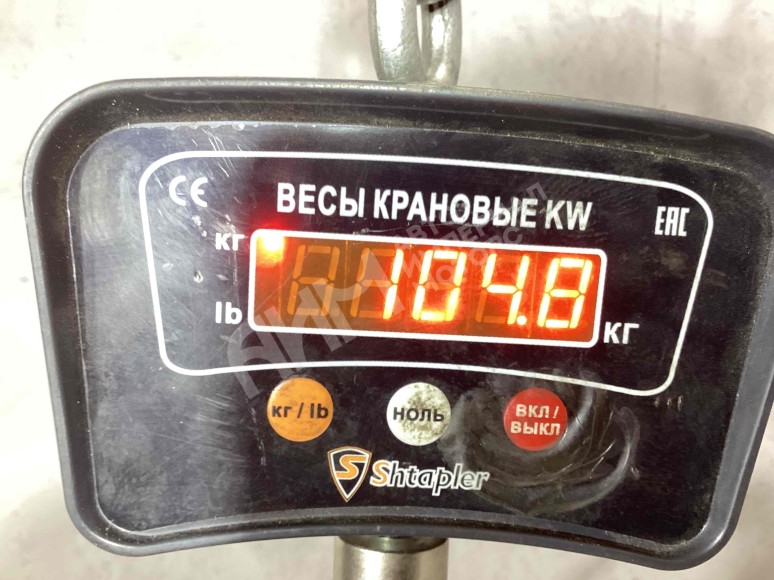 CE
ВЕСЫ КРАНОВЫЕ KW
EAC
кг
104.8
lb
кг
кг / lb
НОЛЬ
ВКЛ /
ВЫКЛ
S Shtapler